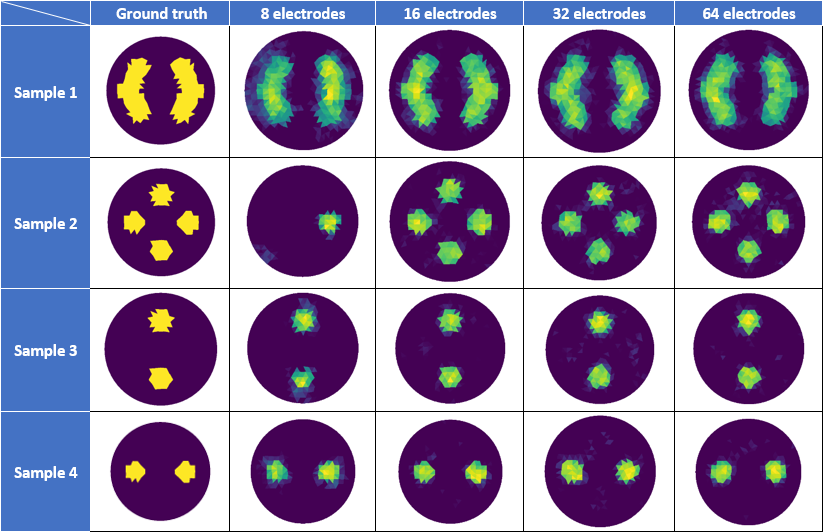 Ground truth
8 electrodes
16 electrodes
32 electrodes
64 electrodes
Sample 1
Sample 2
Sample 3
Sample 4